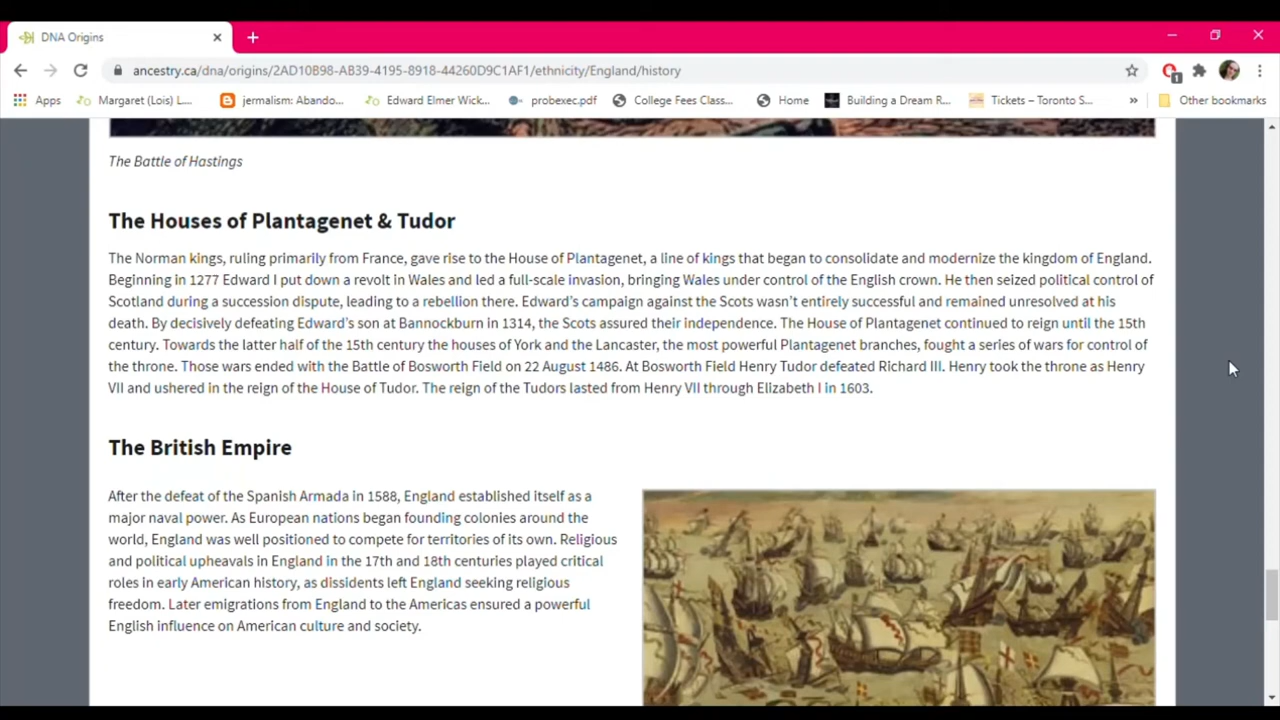 DNA Origins
ancestry.ca/dna/origins/2AD10B98-AB39-4195-8918-44260D9C1AF1/ethnicity/England/history
1
Apps Margaret (Lois) L... jermalism: Abando... Edward Elmer Wick... probexec.pdf College Fees Class... Home Building a Dream R... Tickets – Toronto S... » Other bookmarks
The Battle of Hastings
The Houses of Plantagenet & Tudor
The Norman kings, ruling primarily from France, gave rise to the House of Plantagenet, a line of kings that began to consolidate and modernize the kingdom of England.
Beginning in 1277 Edward I put down a revolt in Wales and led a full-scale invasion, bringing Wales under control of the English crown. He then seized political control of
Scotland during a succession dispute, leading to a rebellion there. Edward's campaign against the Scots wasn't entirely successful and remained unresolved at his
death. By decisively defeating Edward's son at Bannockburn in 1314, the Scots assured their independence. The House of Plantagenet continued to reign until the 15th
century. Towards the latter half of the 15th century the houses of York and the Lancaster, the most powerful Plantagenet branches, fought a series of wars for control of
the throne. Those wars ended with the Battle of Bosworth Field on 22 August 1486. At Bosworth Field Henry Tudor defeated Richard III. Henry took the throne as Henry
VII and ushered in the reign of the House of Tudor. The reign of the Tudors lasted from Henry VII through Elizabeth I in 1603.
The British Empire
After the defeat of the Spanish Armada in 1588, England established itself as a
major naval power. As European nations began founding colonies around the
world, England was well positioned to compete for territories of its own. Religious
and political upheavals in England in the 17th and 18th centuries played critical
roles in early American history, as dissidents left England seeking religious
freedom. Later emigrations from England to the Americas ensured a powerful
English influence on American culture and society.